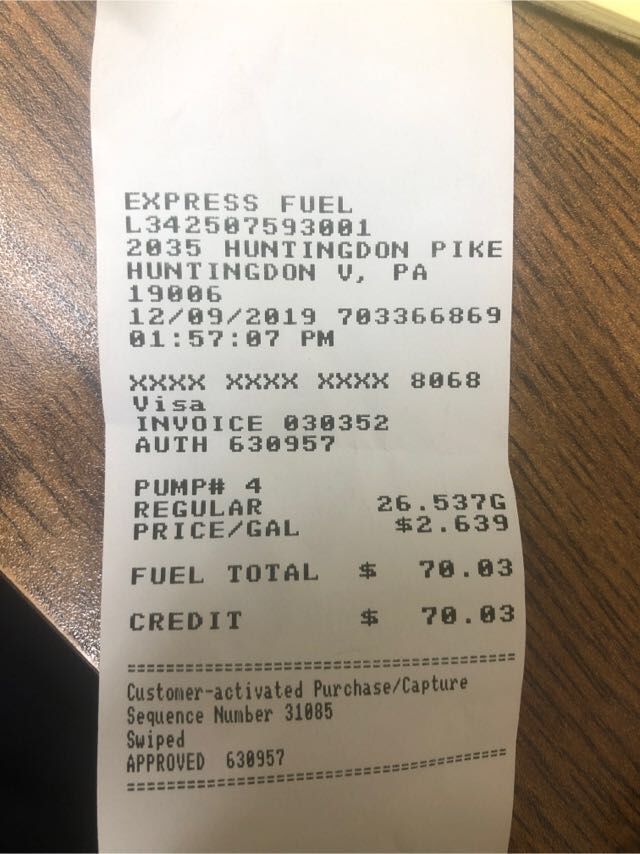 EXPRESS FUEL
L342507593001
2035 HUNTINGDON PIKE
HUNTINGDON V, PA
19006
12/09/2019 703366869
01:57:07 PM
XXXX XXXX XXXX 8068
Visa
INVOICE 030352
AUTH 630957
PUMP# 4
REGULAR 26.537G
PRICE/GAL $2.639
FUEL TOTAL $ 70.03
CREDIT $ 70.03
==================================================
Customer-activated Purchase/Capture
Sequence Number 31085
Swiped
APPROVED 630957
==================================================